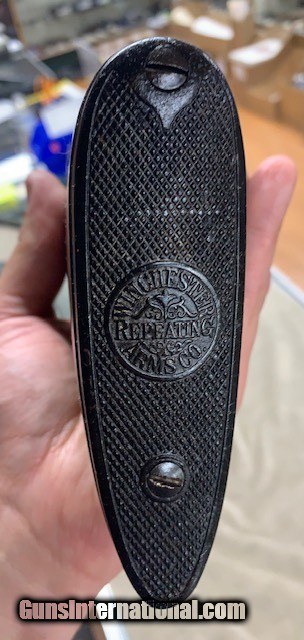 WINCHESTER
REPEATING
ARMS CO.
GunsInternational.com